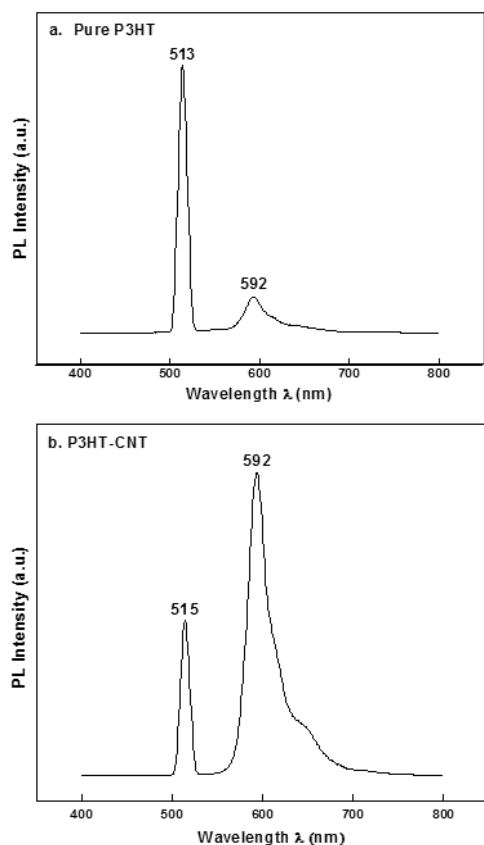 a. Pure P3HT
513
592
PL Intensity (a.u.)
400 500 600 700 800
Wavelength λ (nm)
b. P3HT-CNT
592
515
PL Intensity (a.u.)
400 500 600 700 800
Wavelength λ (nm)